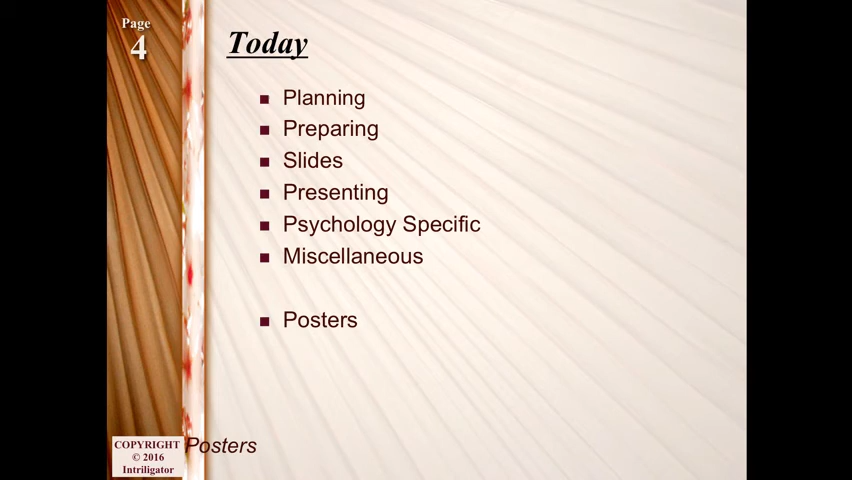 Page
4
Today
Planning
Preparing
Slides
Presenting
Psychology Specific
Miscellaneous
Posters
Posters
COPYRIGHT
© 2016
Intriligator